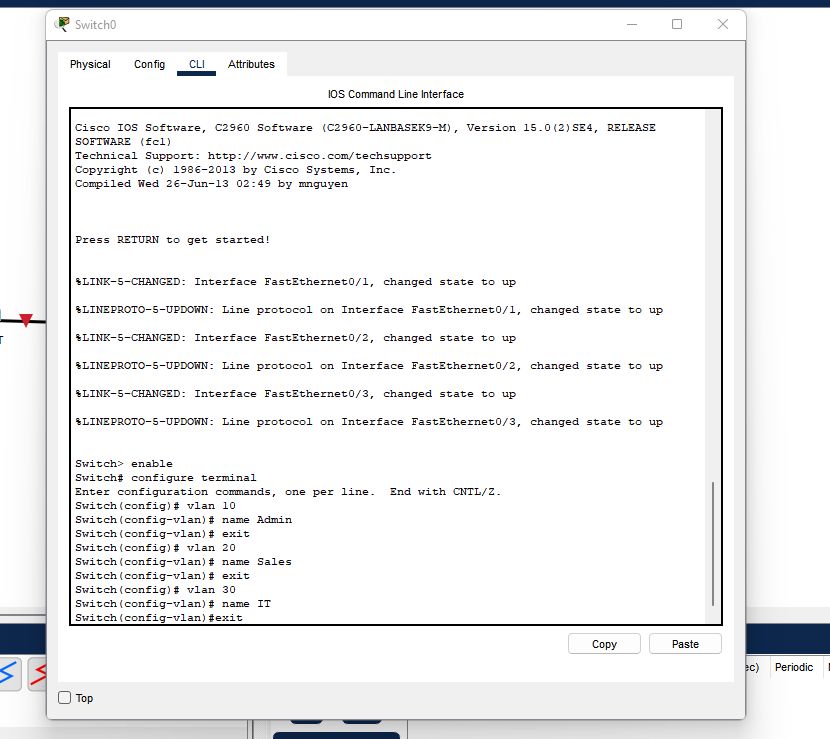 Switch0
Physical Config CLI Attributes
IOS Command Line Interface
Cisco IOS Software, C2960 Software (C2960-LANBASEK9-M), Version 15.0(2)SE4, RELEASE
SOFTWARE (fc1)
Technical Support: http://www.cisco.com/techsupport
Copyright (c) 1986-2013 by Cisco Systems, Inc.
Compiled Wed 26-Jun-13 02:49 by mnguyen
Press RETURN to get started!
%LINK-5-CHANGED: Interface FastEthernet0/1, changed state to up
%LINEPROTO-5-UPDOWN: Line protocol on Interface FastEthernet0/1, changed state to up
%LINK-5-CHANGED: Interface FastEthernet0/2, changed state to up
%LINEPROTO-5-UPDOWN: Line protocol on Interface FastEthernet0/2, changed state to up
%LINK-5-CHANGED: Interface FastEthernet0/3, changed state to up
%LINEPROTO-5-UPDOWN: Line protocol on Interface FastEthernet0/3, changed state to up
Switch> enable
Switch# configure terminal
Enter configuration commands, one per line. End with CNTL/Z.
Switch(config)# vlan 10
Switch(config-vlan)# name Admin
Switch(config-vlan)# exit
Switch(config)# vlan 20
Switch(config-vlan)# name Sales
Switch(config-vlan)# exit
Switch(config)# vlan 30
Switch(config-vlan)# name IT
Switch(config-vlan)#exit
Copy Paste
ec) Periodic
Top